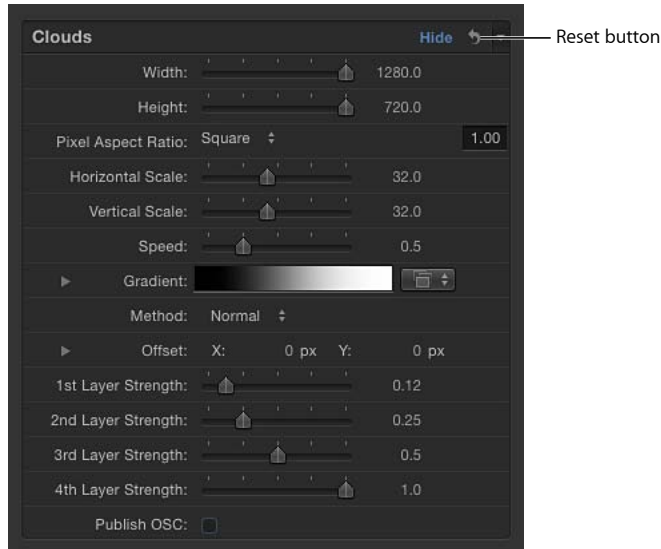 Clouds Hide Reset button
Width: 1280.0
Height: 720.0
Pixel Aspect Ratio: Square 1.00
Horizontal Scale: 32.0
Vertical Scale: 32.0
Speed: 0.5
Gradient:
Method: Normal
Offset: X: 0 px Y: 0 px
1st Layer Strength: 0.12
2nd Layer Strength: 0.25
3rd Layer Strength: 0.5
4th Layer Strength: 1.0
Publish OSC: